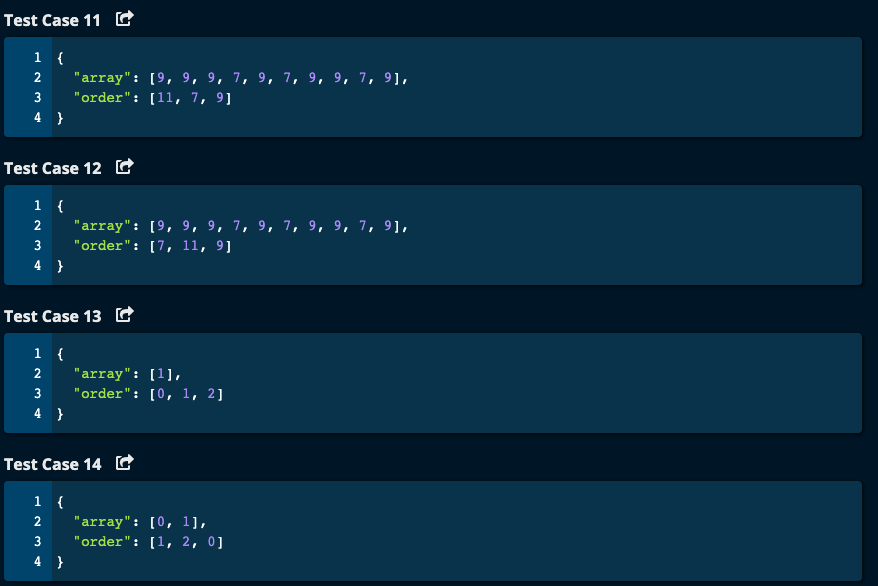 Test Case 11
1 {
2   "array": [9, 9, 9, 7, 9, 7, 9, 9, 7, 9],
3   "order": [11, 7, 9]
4 }
Test Case 12
1 {
2   "array": [9, 9, 9, 7, 9, 7, 9, 9, 7, 9],
3   "order": [7, 11, 9]
4 }
Test Case 13
1 {
2   "array": [1],
3   "order": [0, 1, 2]
4 }
Test Case 14
1 {
2   "array": [0, 1],
3   "order": [1, 2, 0]
4 }